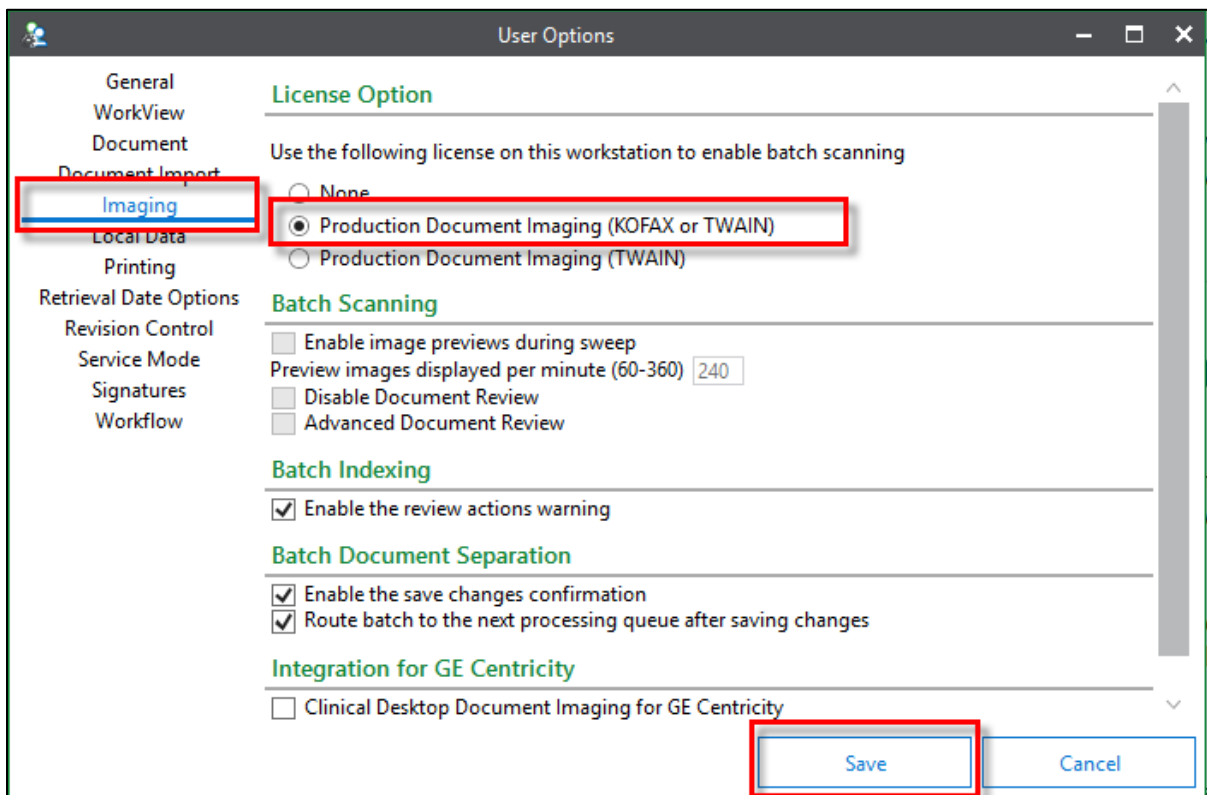 User Options
General
WorkView
Document
Document Import
Imaging
Local Data
Printing
Retrieval Date Options
Revision Control
Service Mode
Signatures
Workflow
License Option
Use the following license on this workstation to enable batch scanning
None
Production Document Imaging (KOFAX or TWAIN)
Production Document Imaging (TWAIN)
Batch Scanning
Enable image previews during sweep
Preview images displayed per minute (60-360) 240
Disable Document Review
Advanced Document Review
Batch Indexing
Enable the review actions warning
Batch Document Separation
Enable the save changes confirmation
Route batch to the next processing queue after saving changes
Integration for GE Centricity
Clinical Desktop Document Imaging for GE Centricity
Save Cancel